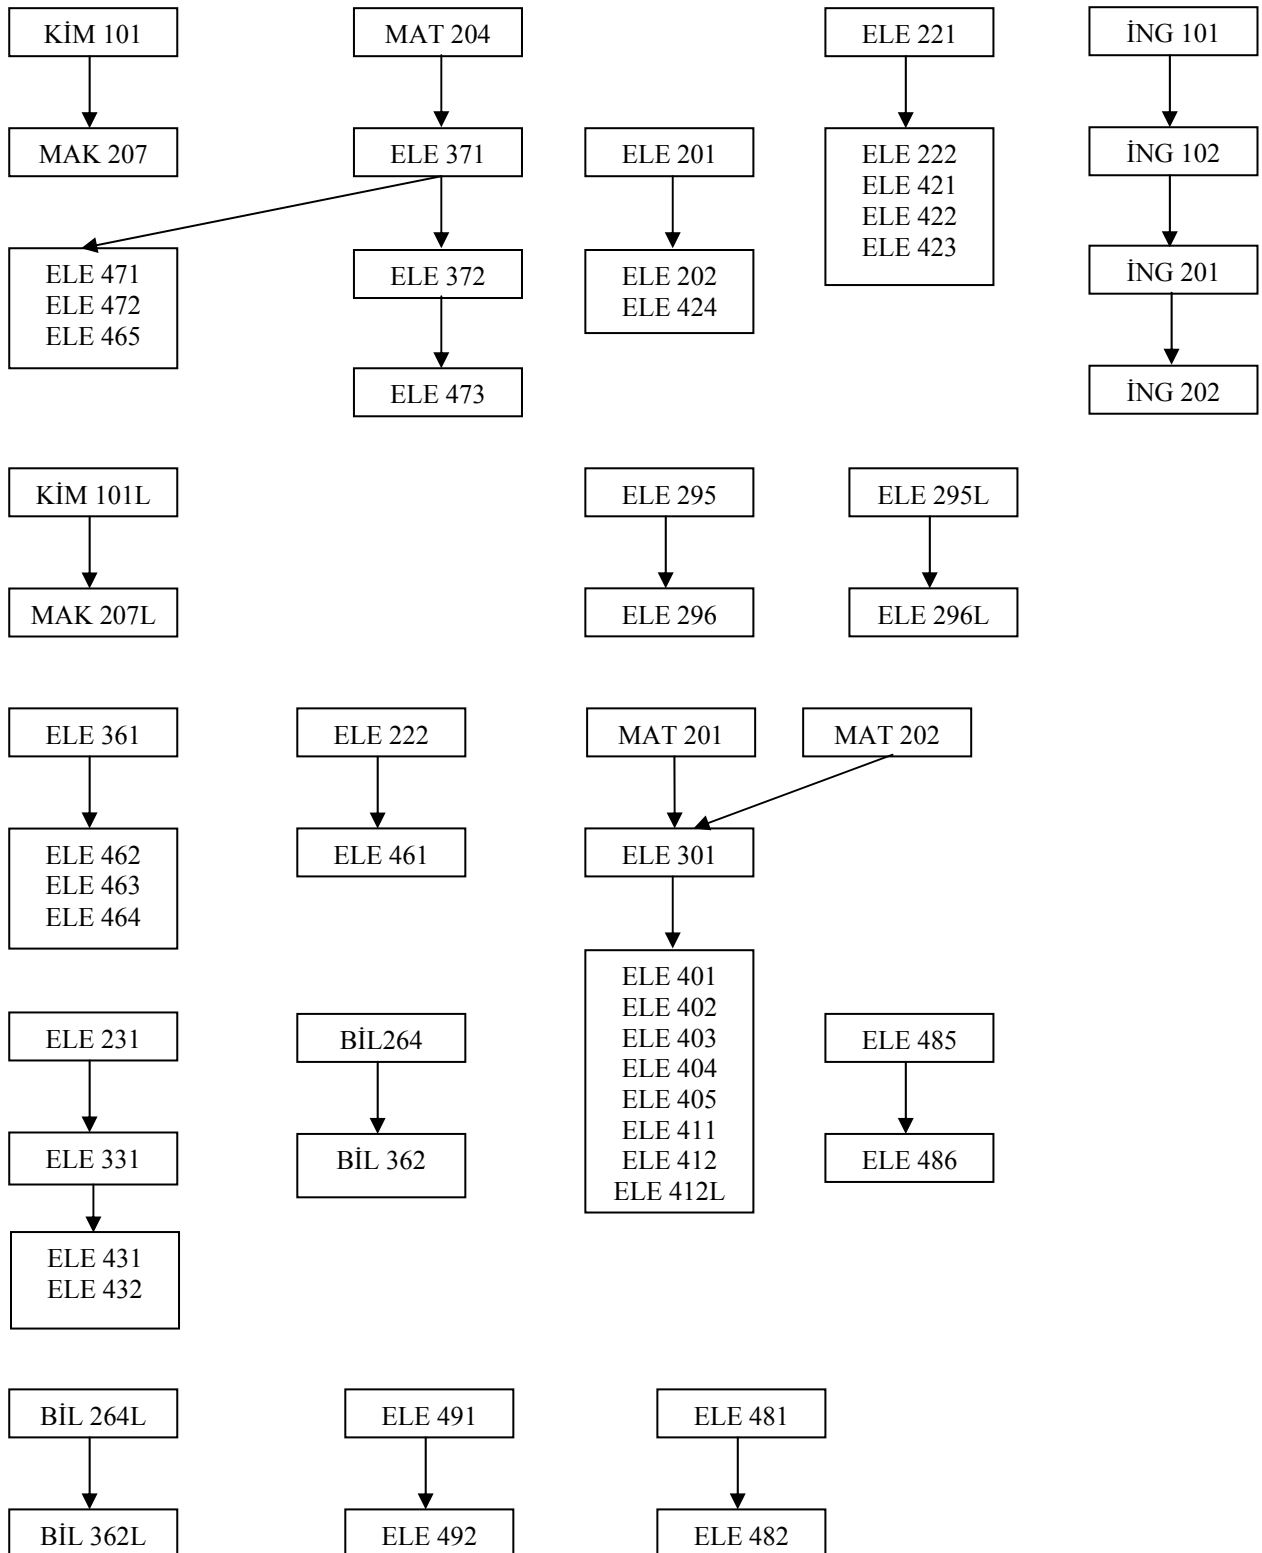 KİM 101
MAT 204
ELE 221
İNG 101
MAK 207
ELE 371
ELE 201
ELE 222
ELE 421
ELE 422
ELE 423
İNG 102
ELE 471
ELE 472
ELE 465
ELE 372
ELE 202
ELE 424
İNG 201
ELE 473
İNG 202
KİM 101L
ELE 295
ELE 295L
MAK 207L
ELE 296
ELE 296L
ELE 361
ELE 222
MAT 201
MAT 202
ELE 462
ELE 463
ELE 464
ELE 461
ELE 301
ELE 401
ELE 402
ELE 403
ELE 404
ELE 405
ELE 411
ELE 412
ELE 412L
ELE 231
BİL264
ELE 485
ELE 331
BİL 362
ELE 486
ELE 431
ELE 432
BİL 264L
ELE 491
ELE 481
BİL 362L
ELE 492
ELE 482